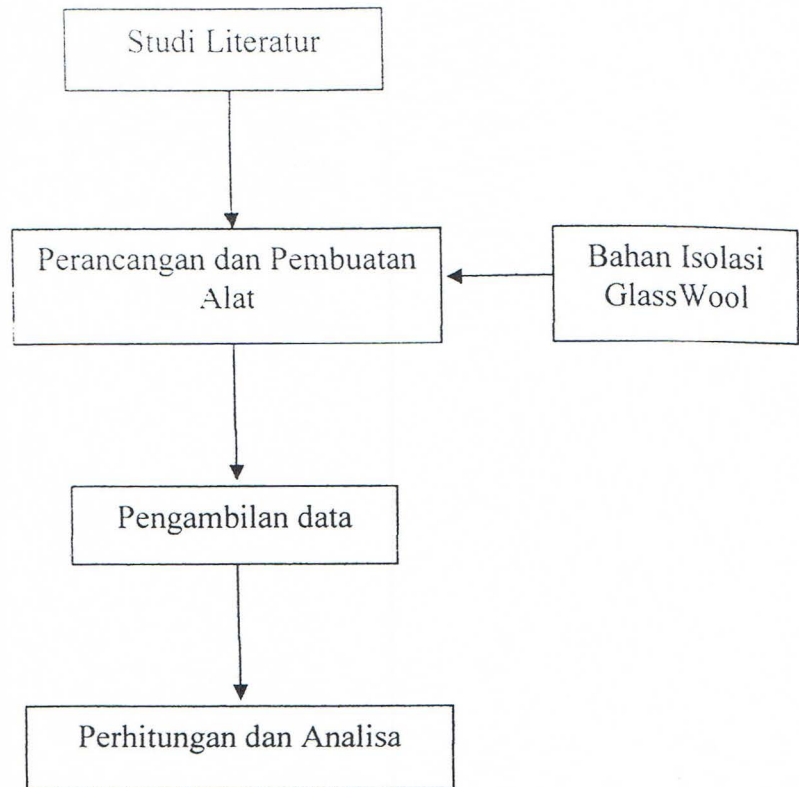 Studi Literatur
Perancangan dan Pembuatan
Alat
Bahan Isolasi
GlassWool
Pengambilan data
Perhitungan dan Analisa